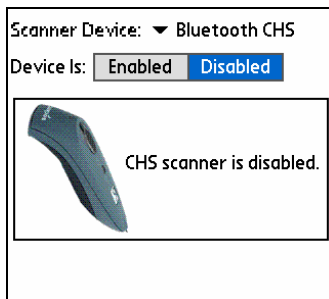 Scanner Device: Bluetooth CHS
Device Is: Enabled Disabled
CHS scanner is disabled.